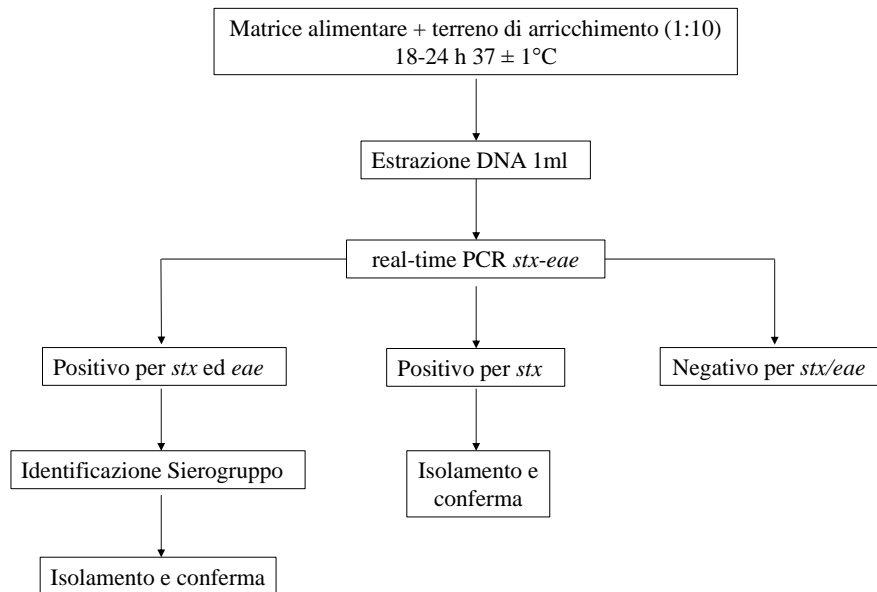 Matrice alimentare + terreno di arricchimento (1:10)
18-24 h 37 ± 1°C
Estrazione DNA 1ml
real-time PCR stx-eae
Positivo per stx ed eae
Positivo per stx
Negativo per stx/eae
Identificazione Sierogruppo
Isolamento e
conferma
Isolamento e conferma